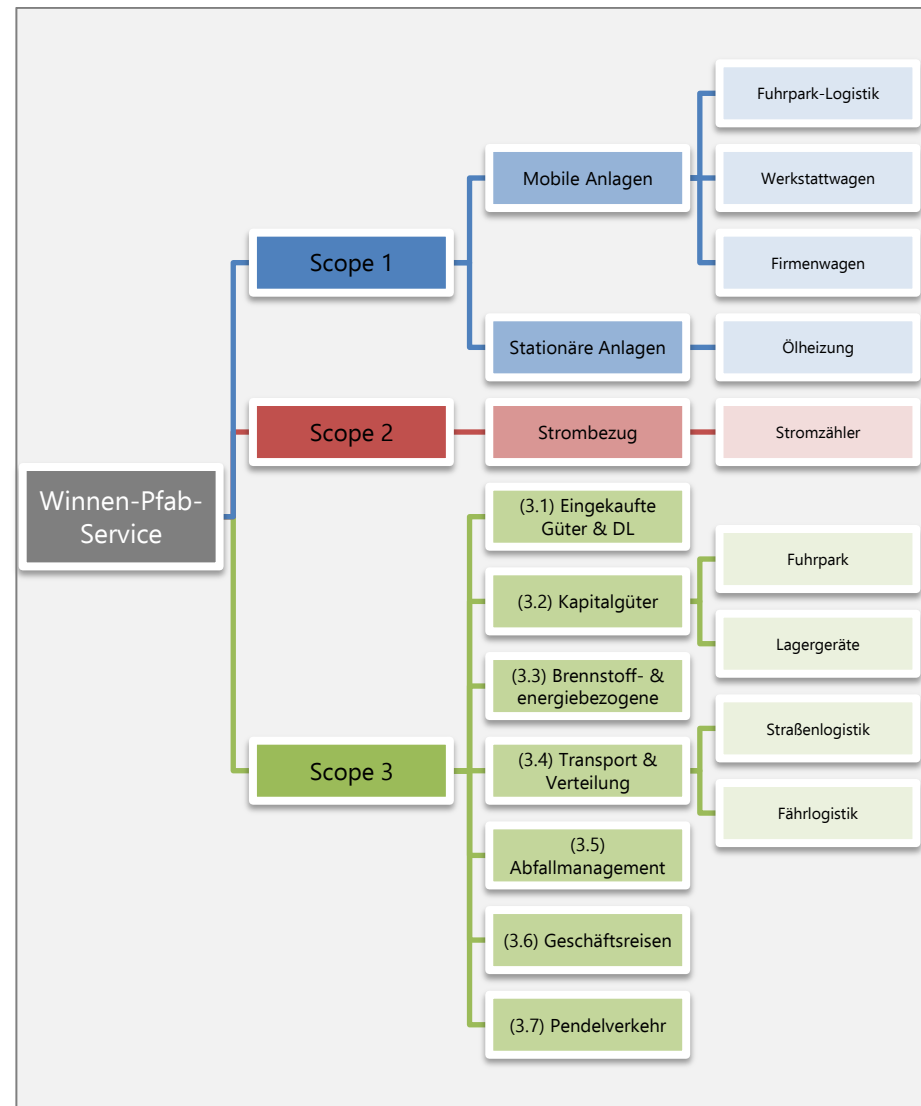 Fuhrpark-Logistik
Mobile Anlagen
Werkstattwagen
Scope 1
Firmenwagen
Stationäre Anlagen
Ölheizung
Scope 2
Strombezug
Stromzähler
Winnen-Pfab-
Service
(3.1) Eingekaufte
Güter & DL
Fuhrpark
(3.2) Kapitalgüter
Lagergeräte
(3.3) Brennstoff- &
energiebezogene
Straßenlogistik
Scope 3
(3.4) Transport &
Verteilung
Fährlogistik
(3.5)
Abfallmanagement
(3.6) Geschäftsreisen
(3.7) Pendelverkehr